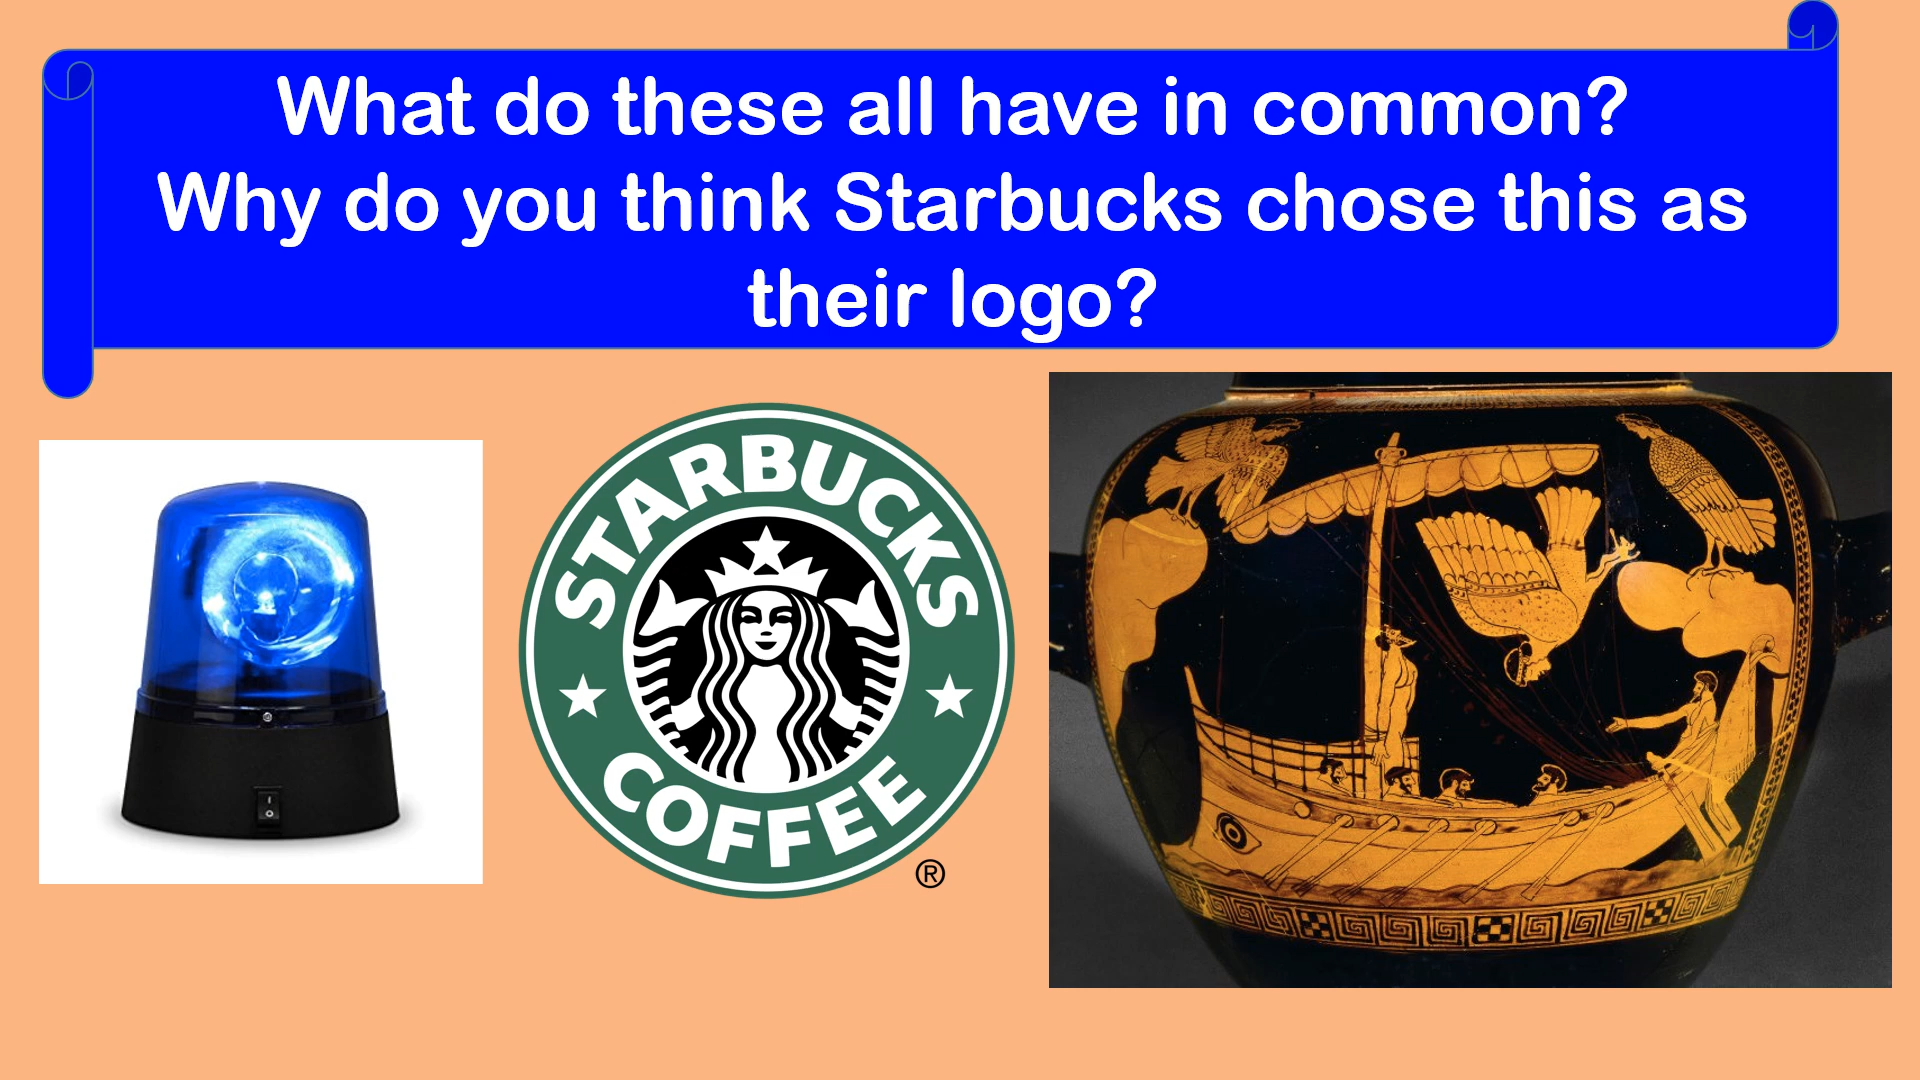 What do these all have in common?
Why do you think Starbucks chose this as
their logo?
STARBUCKS
COFFEE
®